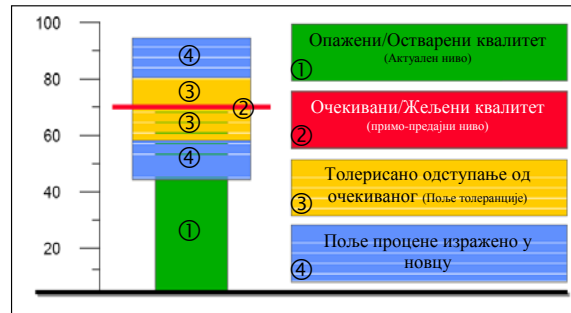 100
80
60
40
20
④
③
②
③
④
①
Опажени/Остварени квалитет
(Актуелен ниво)
①
Очекивани/Жељени квалитет
(примо-предајни ниво)
②
Толерисано одступање од
очекиваног (Поље толеранције)
③
Поље процене изражено у
новцу
④